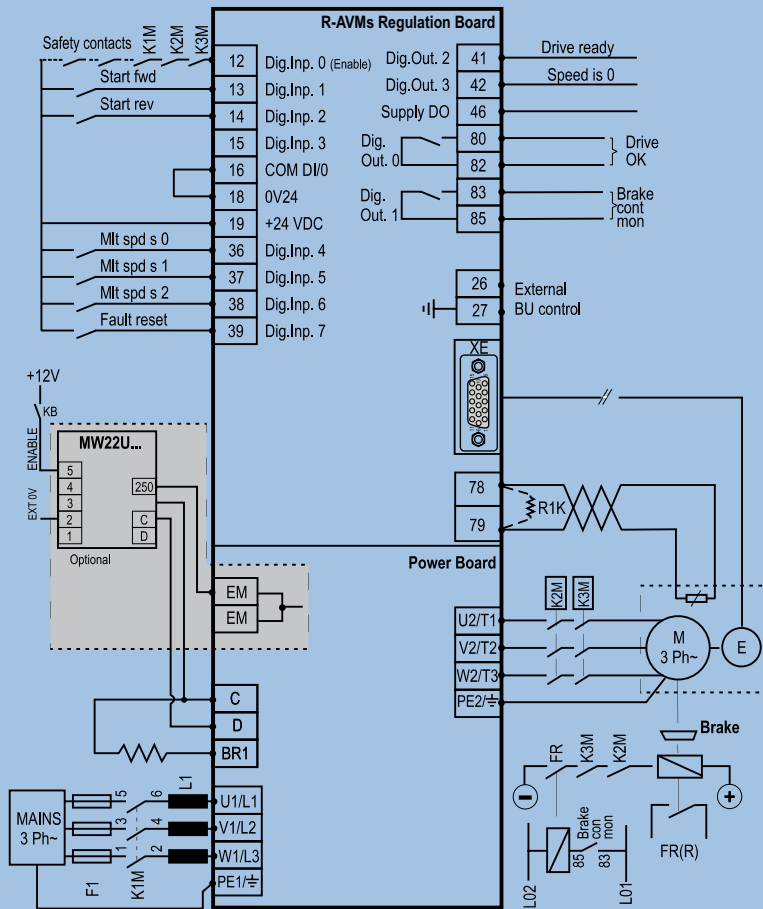 R-AVMs Regulation Board
Safety contacts
K1M
K2M
K3M
12 Dig.Inp. 0 (Enable)
Start fwd
13 Dig.Inp. 1
Start rev
14 Dig.Inp. 2
15 Dig.Inp. 3
16 COM DI/0
18 0V24
19 +24 VDC
Mlt spd s 0
36 Dig.Inp. 4
Mlt spd s 1
37 Dig.Inp. 5
Mlt spd s 2
38 Dig.Inp. 6
Fault reset
39 Dig.Inp. 7
Dig.Out. 2 41 Drive ready
Dig.Out. 3 42 Speed is 0
Supply DO 46
Dig.
Out. 0
80
82
Drive
OK
Dig.
Out. 1
83
85
Brake
cont
mon
26
27
External
BU control
XE
+12V
KB
ENABLE
EXT 0V
MW22U...
5
4
3
2
1
250
C
D
Optional
78
79
R1K
Power Board
EM
EM
U2/T1
V2/T2
W2/T3
PE2/
K2M
K3M
M
3 Ph~
E
C
D
BR1
Brake
FR
K3M
K2M
−
+
FR(R)
L02
85
Brake
con
mon
83
L01
MAINS
3 Ph~
F1
5
3
1
K1M
6
4
2
L1
U1/L1
V1/L2
W1/L3
PE1/